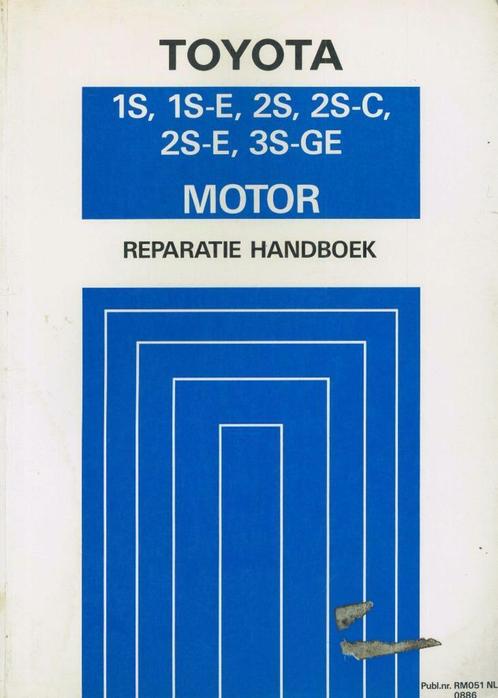 TOYOTA
1S, 1S-E, 2S, 2S-C,
2S-E, 3S-GE
MOTOR
REPARATIE HANDBOEK
Publ.nr. RM051 NL
0886